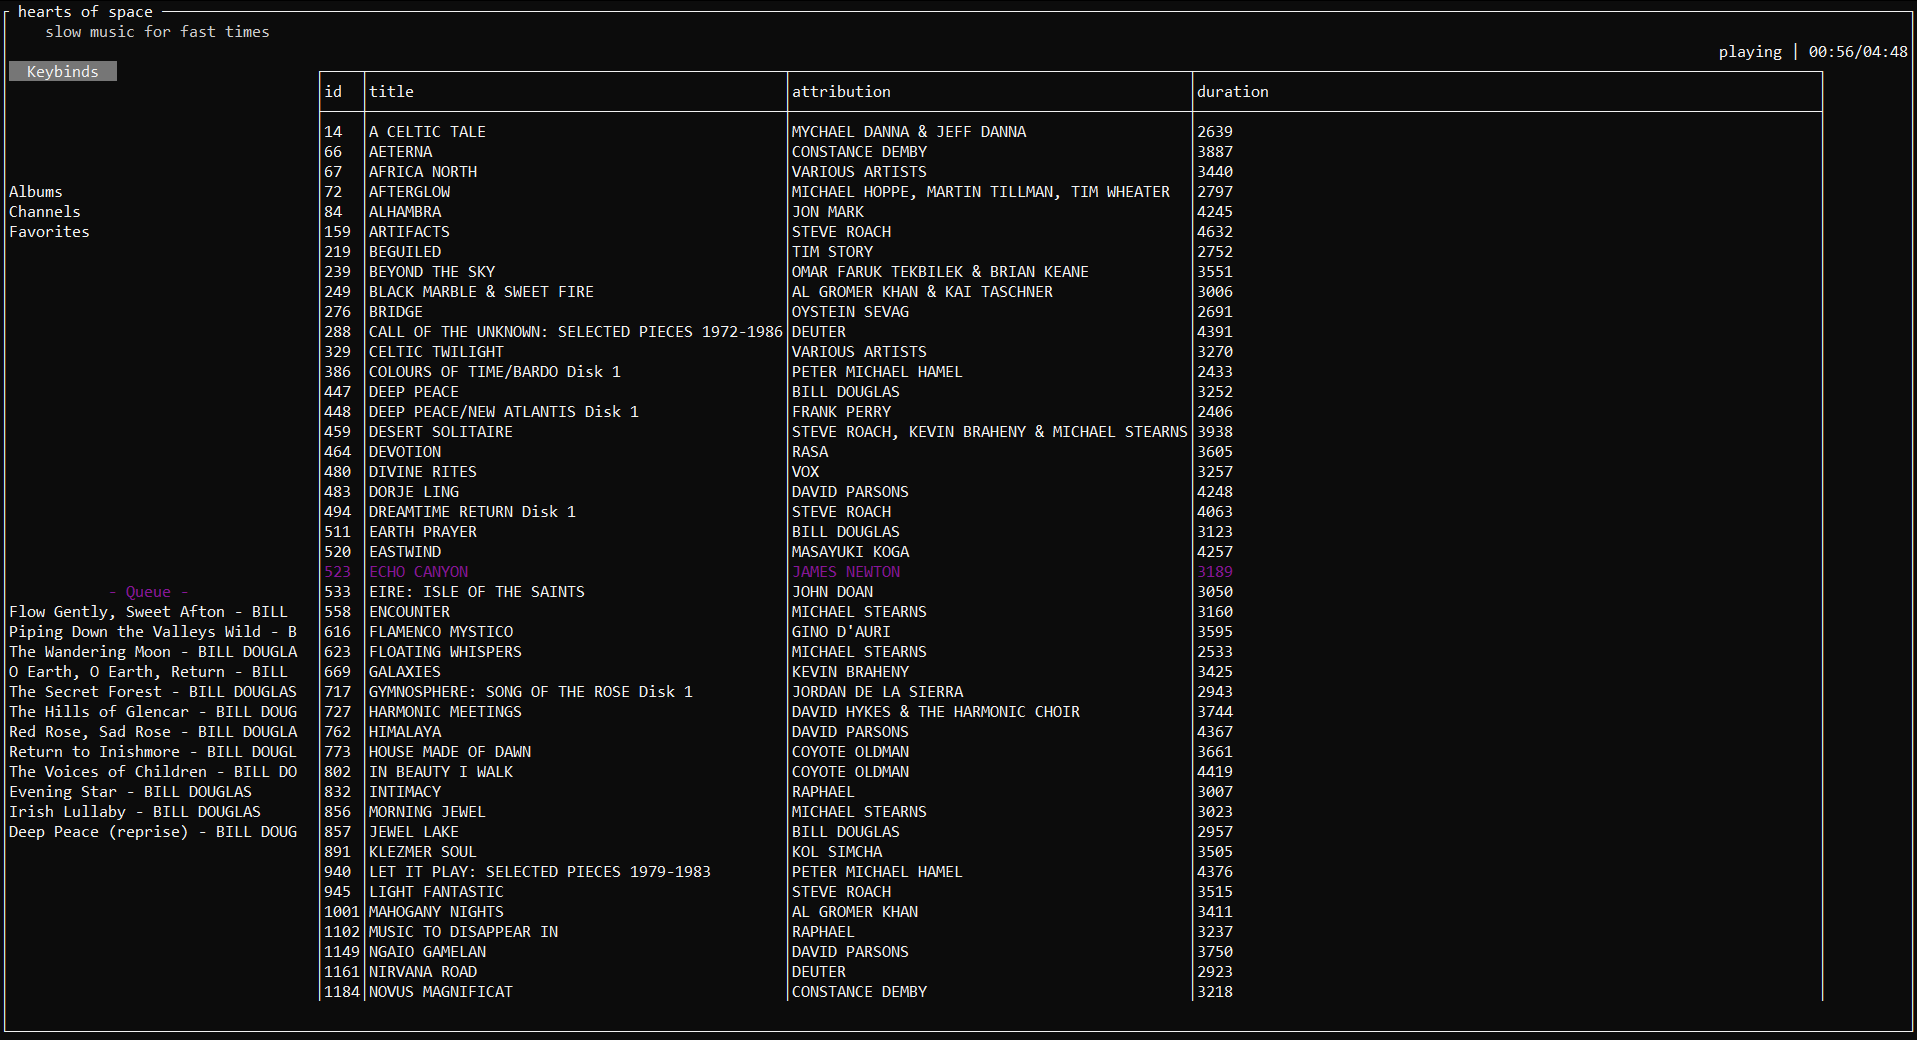 hearts of space
slow music for fast times
playing | 00:56/04:48
Keybinds
Albums
Channels
Favorites
- Queue -
Flow Gently, Sweet Afton - BILL
Piping Down the Valleys Wild - B
The Wandering Moon - BILL DOUGLA
O Earth, O Earth, Return - BILL
The Secret Forest - BILL DOUGLAS
The Hills of Glencar - BILL DOUG
Red Rose, Sad Rose - BILL DOUGLA
Return to Inishmore - BILL DOUGL
The Voices of Children - BILL DO
Evening Star - BILL DOUGLAS
Irish Lullaby - BILL DOUGLAS
Deep Peace (reprise) - BILL DOUG
id title attribution duration
14 A CELTIC TALE MYCHAEL DANNA & JEFF DANNA 2639
66 AETERNA CONSTANCE DEMBY 3887
67 AFRICA NORTH VARIOUS ARTISTS 3440
72 AFTERGLOW MICHAEL HOPPE, MARTIN TILLMAN, TIM WHEATER 2797
84 ALHAMBRA JON MARK 4245
159 ARTIFACTS STEVE ROACH 4632
219 BEGUILED TIM STORY 2752
239 BEYOND THE SKY OMAR FARUK TEKBILEK & BRIAN KEANE 3551
249 BLACK MARBLE & SWEET FIRE AL GROMER KHAN & KAI TASCHNER 3006
276 BRIDGE OYSTEIN SEVAG 2691
288 CALL OF THE UNKNOWN: SELECTED PIECES 1972-1986 DEUTER 4391
329 CELTIC TWILIGHT VARIOUS ARTISTS 3270
386 COLOURS OF TIME/BARDO Disk 1 PETER MICHAEL HAMEL 2433
447 DEEP PEACE BILL DOUGLAS 3252
448 DEEP PEACE/NEW ATLANTIS Disk 1 FRANK PERRY 2406
459 DESERT SOLITAIRE STEVE ROACH, KEVIN BRAHENY & MICHAEL STEARNS 3938
464 DEVOTION RASA 3605
480 DIVINE RITES VOX 3257
483 DORJE LING DAVID PARSONS 4248
494 DREAMTIME RETURN Disk 1 STEVE ROACH 4063
511 EARTH PRAYER BILL DOUGLAS 3123
520 EASTWIND MASAYUKI KOGA 4257
523 ECHO CANYON JAMES NEWTON 3189
533 EIRE: ISLE OF THE SAINTS JOHN DOAN 3050
558 ENCOUNTER MICHAEL STEARNS 3160
616 FLAMENCO MYSTICO GINO D'AURI 3595
623 FLOATING WHISPERS MICHAEL STEARNS 2533
669 GALAXIES KEVIN BRAHENY 3425
717 GYMNOSPHERE: SONG OF THE ROSE Disk 1 JORDAN DE LA SIERRA 2943
727 HARMONIC MEETINGS DAVID HYKES & THE HARMONIC CHOIR 3744
762 HIMALAYA DAVID PARSONS 4367
773 HOUSE MADE OF DAWN COYOTE OLDMAN 3661
802 IN BEAUTY I WALK COYOTE OLDMAN 4419
832 INTIMACY RAPHAEL 3007
856 MORNING JEWEL MICHAEL STEARNS 3023
857 JEWEL LAKE BILL DOUGLAS 2957
891 KLEZMER SOUL KOL SIMCHA 3505
940 LET IT PLAY: SELECTED PIECES 1979-1983 PETER MICHAEL HAMEL 4376
945 LIGHT FANTASTIC STEVE ROACH 3515
1001 MAHOGANY NIGHTS AL GROMER KHAN 3411
1102 MUSIC TO DISAPPEAR IN RAPHAEL 3237
1149 NGAIO GAMELAN DAVID PARSONS 3750
1161 NIRVANA ROAD DEUTER 2923
1184 NOVUS MAGNIFICAT CONSTANCE DEMBY 3218